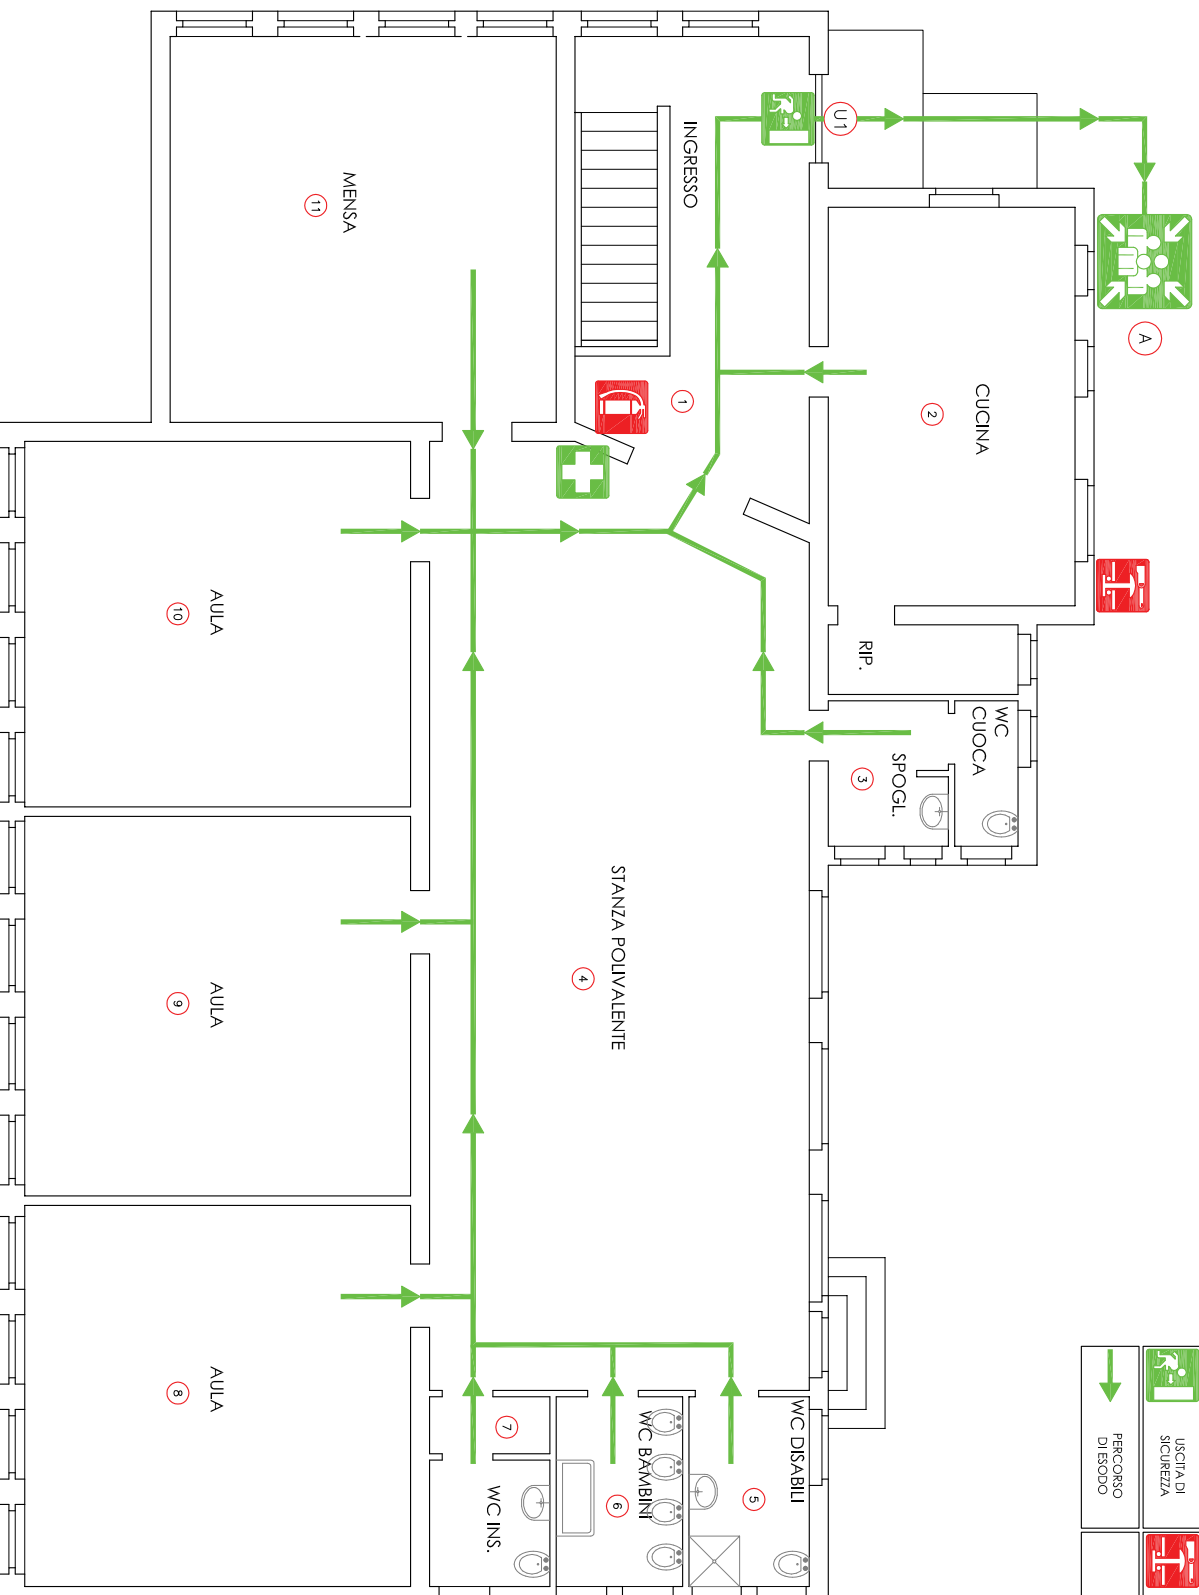 INGRESSO
U1
A
MENSA
11
1
CUCINA
2
RIP.
WC
CUOCA
SPOGL.
3
AULA
10
STANZA POLIVALENTE
4
AULA
9
AULA
8
7
WC INS.
WC BAMBINI
6
WC DISABILI
5
USCITA DI
SICUREZZA
PERCORSO
DI ESODO